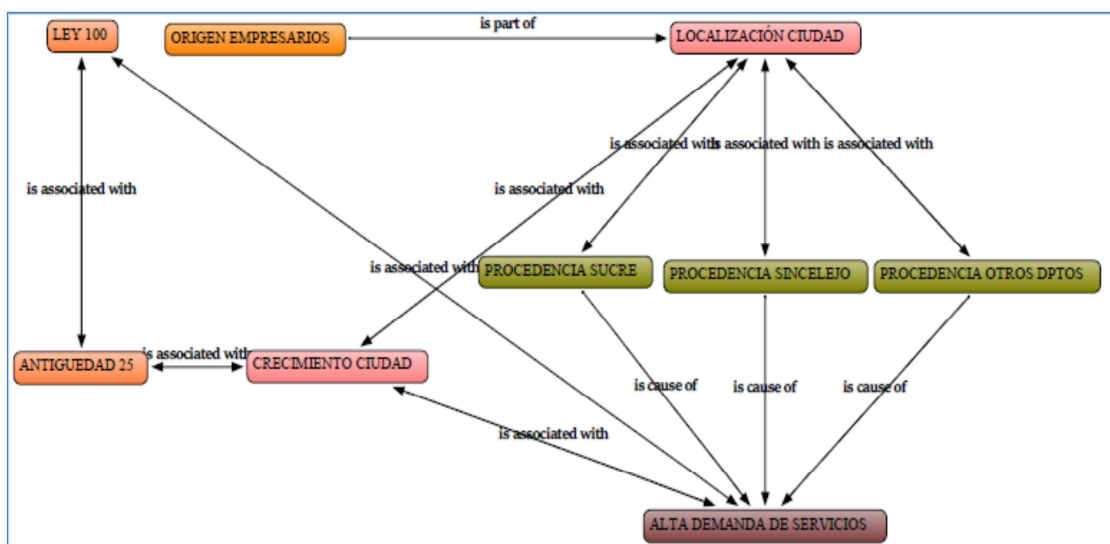 is part of
LEY 100
ORIGEN EMPRESARIOS
LOCALIZACIÓN CIUDAD
is associated with
is associated with
is associated with
is associated with
is associated with
is associated with
PROCEDENCIA SUCRE
PROCEDENCIA SINCELEJO
PROCEDENCIA OTROS DPTOS
is associated with
ANTIGUEDAD 25
CRECIMIENTO CIUDAD
is cause of
is cause of
is cause of
is associated with
ALTA DEMANDA DE SERVICIOS